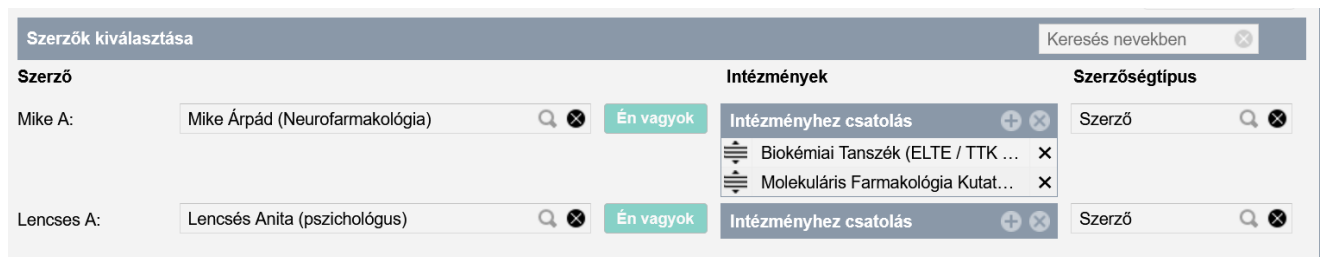 Szerzők kiválasztása Keresés nevekben
Szerző Intézmények Szerzőségtípus
Mike A: Mike Árpád (Neurofarmakológia) Én vagyok Intézményhez csatolás Szerző
Biokémiai Tanszék (ELTE / TTK ...
Molekuláris Farmakológia Kutat...
Lencses A: Lencsés Anita (pszichológus) Én vagyok Intézményhez csatolás Szerző